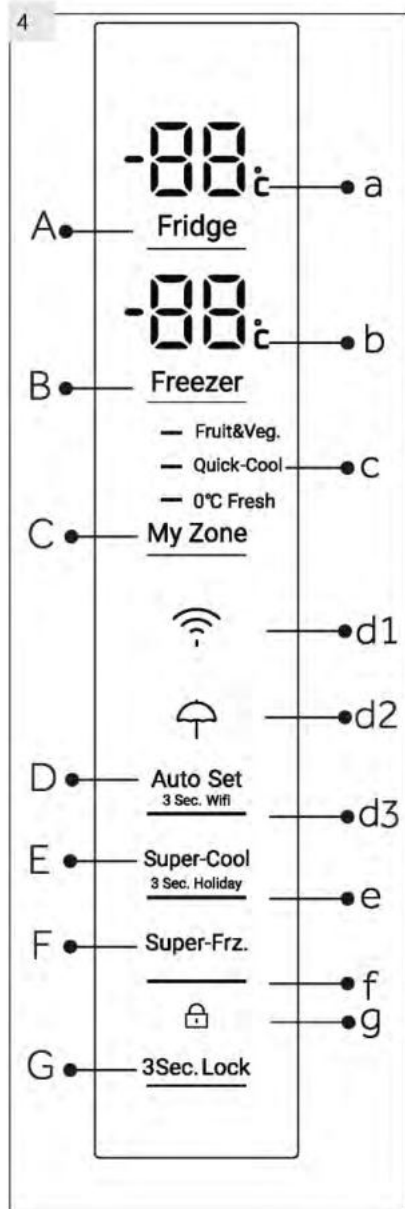 4
-88°c
a
A
Fridge
-88°c
b
B
Freezer
Fruit&Veg.
Quick-Cool
c
0°C Fresh
C
My Zone
d1
d2
D
Auto Set
3 Sec. Wifi
d3
E
Super-Cool
3 Sec. Holiday
e
F
Super-Frz.
f
g
G
3Sec. Lock